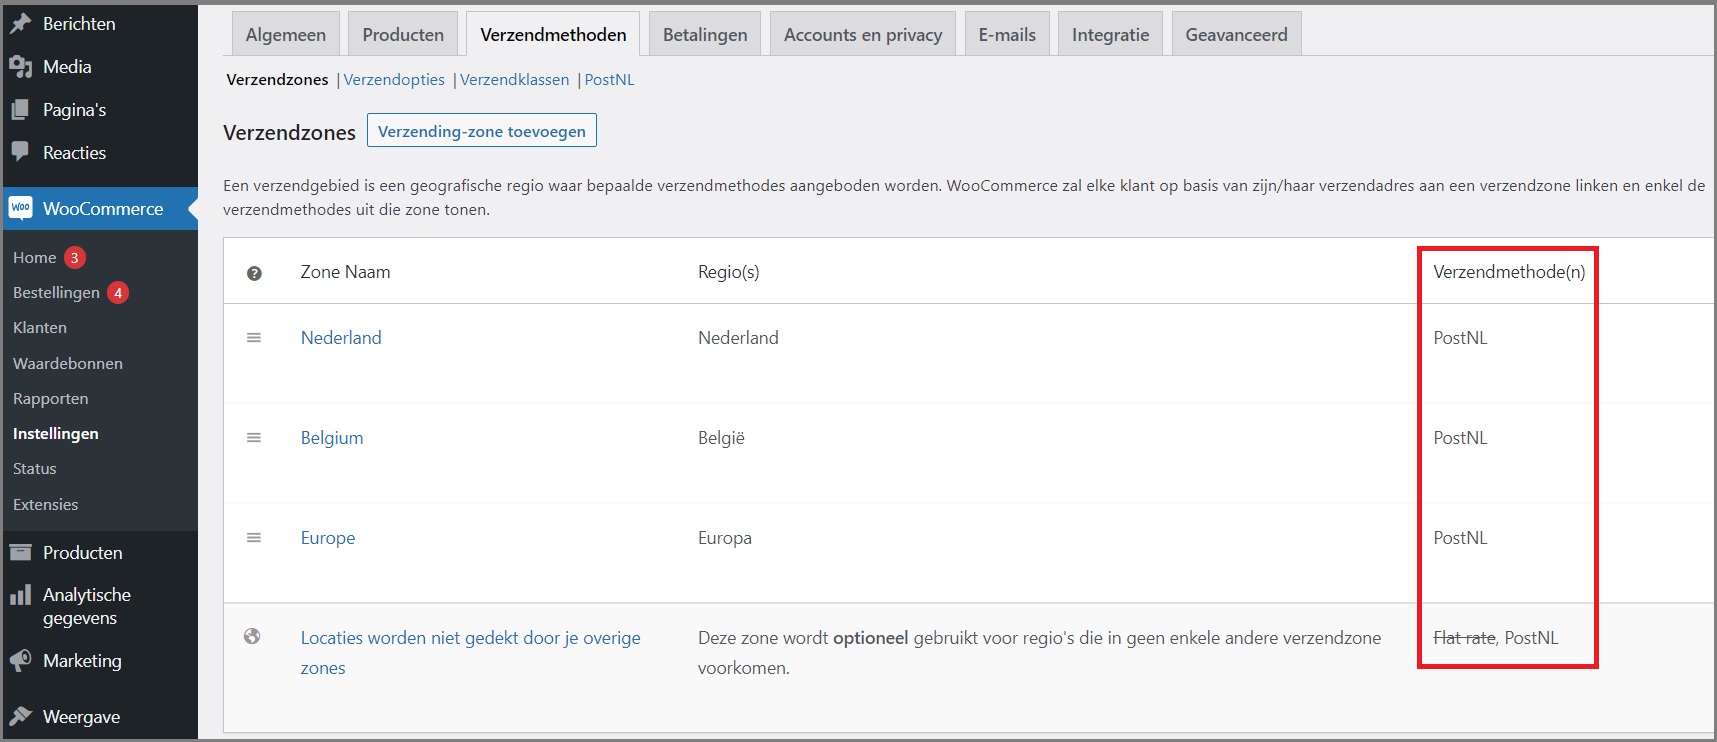 Berichten
Media
Pagina's
Reacties
WooCommerce
Home 3
Bestellingen 4
Klanten
Waardebonnen
Rapporten
Instellingen
Status
Extensies
Producten
Analytische
gegevens
Marketing
Weergave
Algemeen Producten Verzendmethoden Betalingen Accounts en privacy E-mails Integratie Geavanceerd
Verzendzones | Verzendopties | Verzendklassen | PostNL
Verzendzones Verzending-zone toevoegen
Een verzendgebied is een geografische regio waar bepaalde verzendmethodes aangeboden worden. WooCommerce zal elke klant op basis van zijn/haar verzendadres aan een verzendzone linken en enkel de
verzendmethodes uit die zone tonen.
? Zone Naam Regio(s) Verzendmethode(n)
Nederland Nederland PostNL
Belgium België PostNL
Europe Europa PostNL
Locaties worden niet gedekt door je overige Deze zone wordt optioneel gebruikt voor regio's die in geen enkele andere verzendzone Flat rate, PostNL
zones voorkomen.